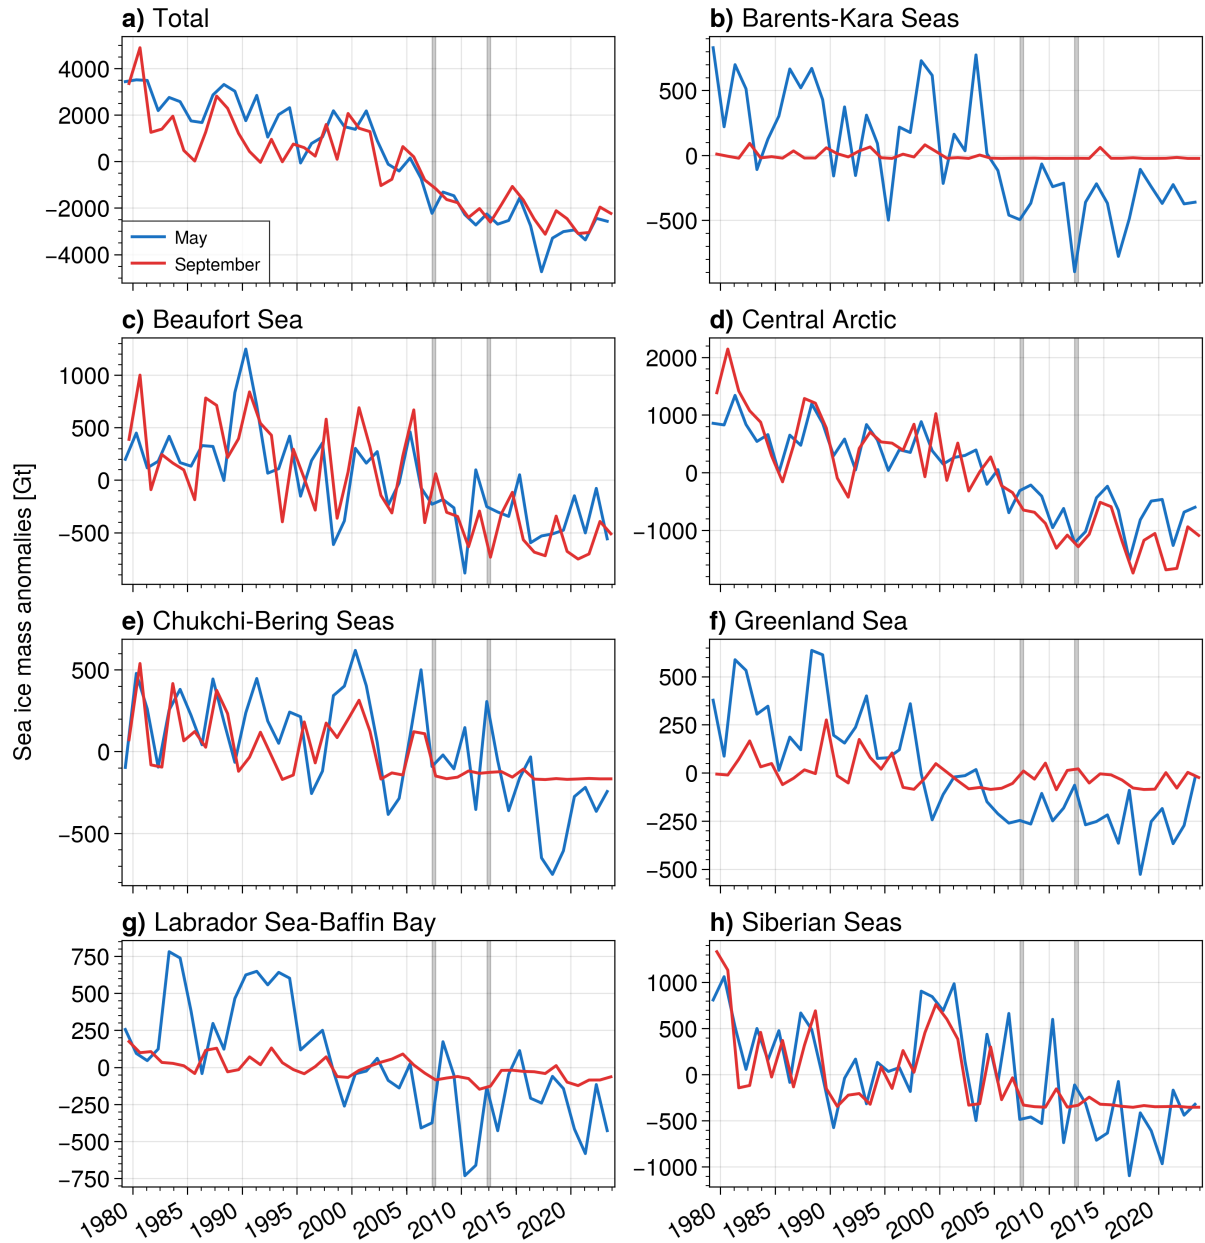 a) Total
4000
2000
0
−2000
−4000
May
September
b) Barents-Kara Seas
500
0
−500
c) Beaufort Sea
1000
500
0
−500
d) Central Arctic
2000
1000
0
−1000
Sea ice mass anomalies [Gt]
e) Chukchi-Bering Seas
500
0
−500
f) Greenland Sea
500
250
0
−250
−500
g) Labrador Sea-Baffin Bay
750
500
250
0
−250
−500
−750
1980 1985 1990 1995 2000 2005 2010 2015 2020
h) Siberian Seas
1000
500
0
−500
−1000
1980 1985 1990 1995 2000 2005 2010 2015 2020